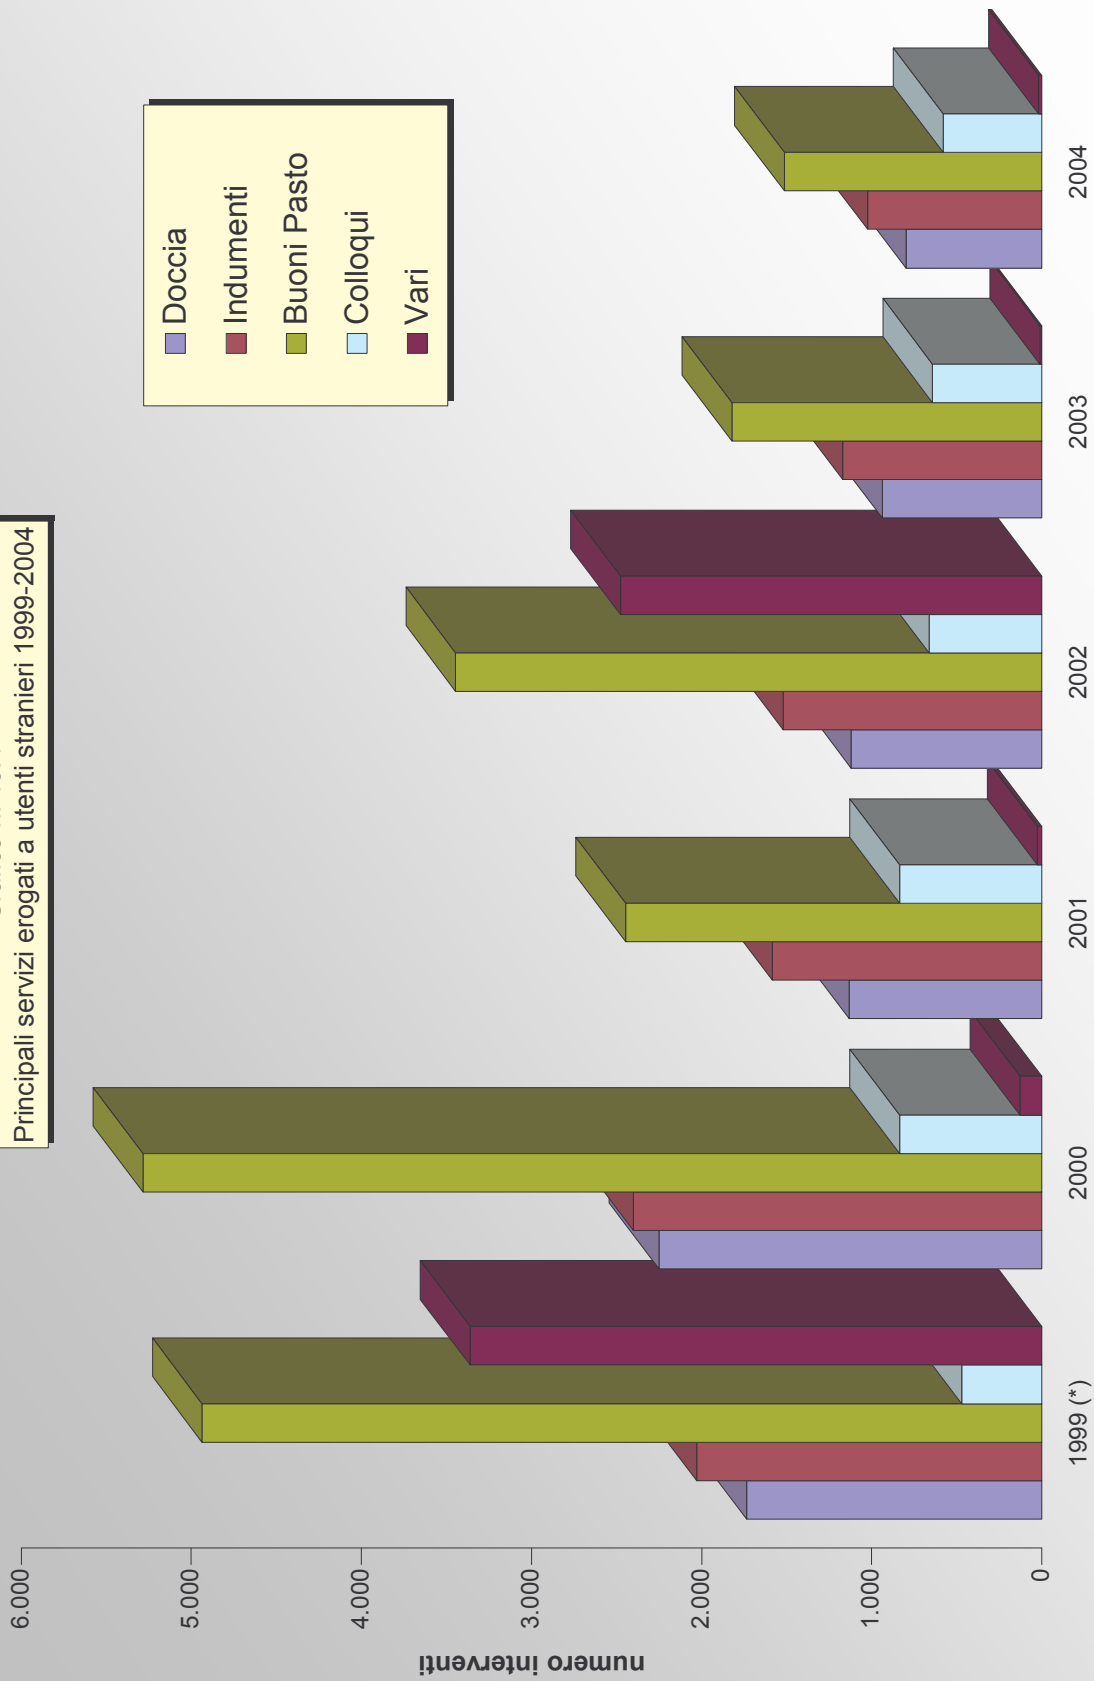 Principali servizi erogati a utenti stranieri 1999-2004
Doccia
Indumenti
Buoni Pasto
Colloqui
Vari
numero interventi
6.000
5.000
4.000
3.000
2.000
1.000
0
1999 (*)
2000
2001
2002
2003
2004